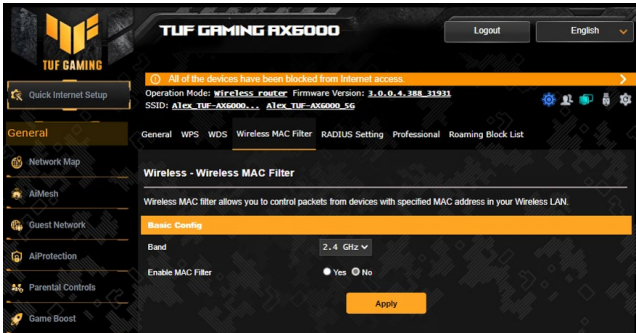 TUF GAMING
TUF GAMING AX6000
Logout
English
All of the devices have been blocked from Internet access.
Quick Internet Setup
Operation Mode: Wireless router Firmware Version: 3.0.0.4.388_31931
SSID: Alex_TUF-AX6000... Alex_TUF-AX6000_5G
General
General WPS WDS Wireless MAC Filter RADIUS Setting Professional Roaming Block List
Network Map
Wireless - Wireless MAC Filter
AiMesh
Wireless MAC filter allows you to control packets from devices with specified MAC address in your Wireless LAN.
Guest Network
Basic Config
AiProtection
Band 2.4 GHz
Enable MAC Filter Yes No
Parental Controls
Apply
Game Boost